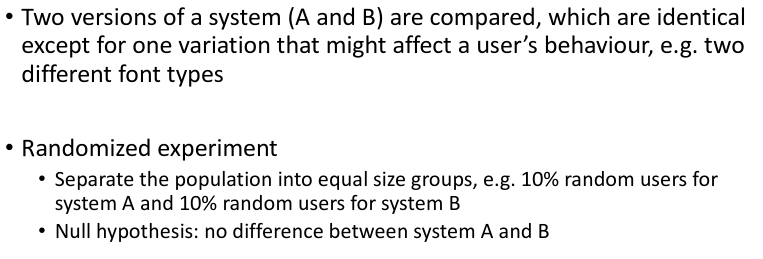 • Two versions of a system (A and B) are compared, which are identical
except for one variation that might affect a user's behaviour, e.g. two
different font types
• Randomized experiment
• Separate the population into equal size groups, e.g. 10% random users for
system A and 10% random users for system B
• Null hypothesis: no difference between system A and B